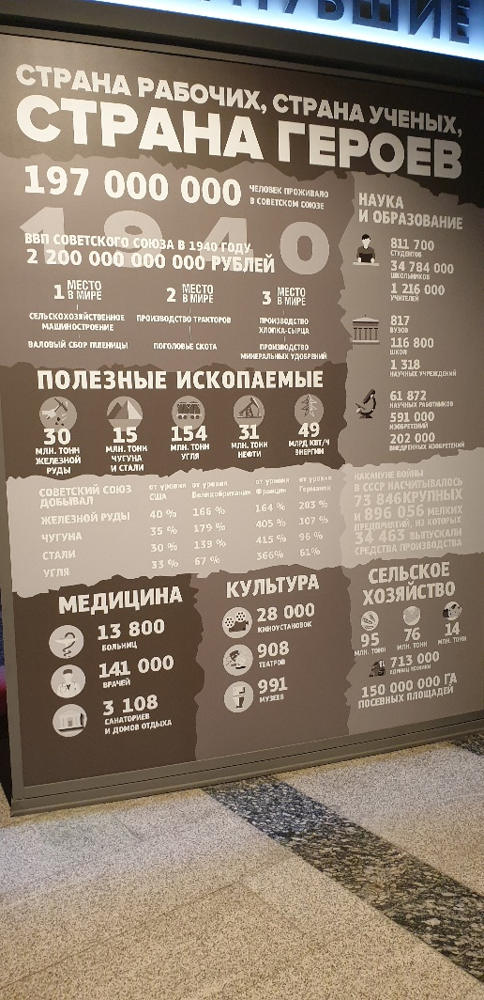 СТРАНА РАБОЧИХ, СТРАНА УЧЕНЫХ,
СТРАНА ГЕРОЕВ
197 000 000
ЧЕЛОВЕК ПРОЖИВАЛО
В СОВЕТСКОМ СОЮЗЕ
1940
ВВП СОВЕТСКОГО СОЮЗА В 1940 ГОДУ
2 200 000 000 000 РУБЛЕЙ
1 МЕСТО В МИРЕ
СЕЛЬСКОХОЗЯЙСТВЕННОЕ
МАШИНОСТРОЕНИЕ
ВАЛОВЫЙ СБОР ПШЕНИЦЫ
2 МЕСТО В МИРЕ
ПРОИЗВОДСТВО ТРАКТОРОВ
ПОГОЛОВЬЕ СКОТА
3 МЕСТО В МИРЕ
ПРОИЗВОДСТВО
ХЛОПКА-СЫРЦА
ПРОИЗВОДСТВО
МИНЕРАЛЬНЫХ УДОБРЕНИЙ
НАУКА
И ОБРАЗОВАНИЕ
811 700
СТУДЕНТОВ
34 784 000
ШКОЛЬНИКОВ
1 216 000
УЧИТЕЛЕЙ
817
ВУЗОВ
116 800
ШКОЛ
1 318
НАУЧНЫХ УЧРЕЖДЕНИЙ
61 872
НАУЧНЫХ РАБОТНИКОВ
591 000
ИЗОБРЕТЕНИЙ
202 000
ВНЕДРЕННЫХ ИЗОБРЕТЕНИЙ
ПОЛЕЗНЫЕ ИСКОПАЕМЫЕ
30
МЛН. ТОНН
ЖЕЛЕЗНОЙ
РУДЫ
15
МЛН. ТОНН
ЧУГУНА
И СТАЛИ
154
МЛН. ТОНН
УГЛЯ
31
МЛН. ТОНН
НЕФТИ
49
МЛРД КВТ/Ч
ЭНЕРГИИ
СОВЕТСКИЙ СОЮЗ
ДОБЫВАЛ
от уровня США
от уровня Великобритании
от уровня Франции
от уровня Германии
ЖЕЛЕЗНОЙ РУДЫ 40 % 166 % 164 % 203 %
ЧУГУНА 35 % 179 % 405 % 107 %
СТАЛИ 30 % 139 % 415 % 96 %
УГЛЯ 33 % 67 % 366% 61%
НАКАНУНЕ ВОЙНЫ
В СССР НАСЧИТЫВАЛОСЬ
73 846 КРУПНЫХ
И 896 056 МЕЛКИХ
ПРЕДПРИЯТИЙ, ИЗ КОТОРЫХ
34 463 ВЫПУСКАЛИ
СРЕДСТВА ПРОИЗВОДСТВА
МЕДИЦИНА
13 800
БОЛЬНИЦ
141 000
ВРАЧЕЙ
3 108
САНАТОРИЕВ
И ДОМОВ ОТДЫХА
КУЛЬТУРА
28 000
КИНОУСТАНОВОК
908
ТЕАТРОВ
991
МУЗЕЕВ
СЕЛЬСКОЕ
ХОЗЯЙСТВО
95
МЛН. ТОНН
76
МЛН. ТОНН
14
МЛН. ТОНН
713 000
ЕДИНИЦ ТЕХНИКИ
150 000 000 ГА
ПОСЕВНЫХ ПЛОЩАДЕЙ